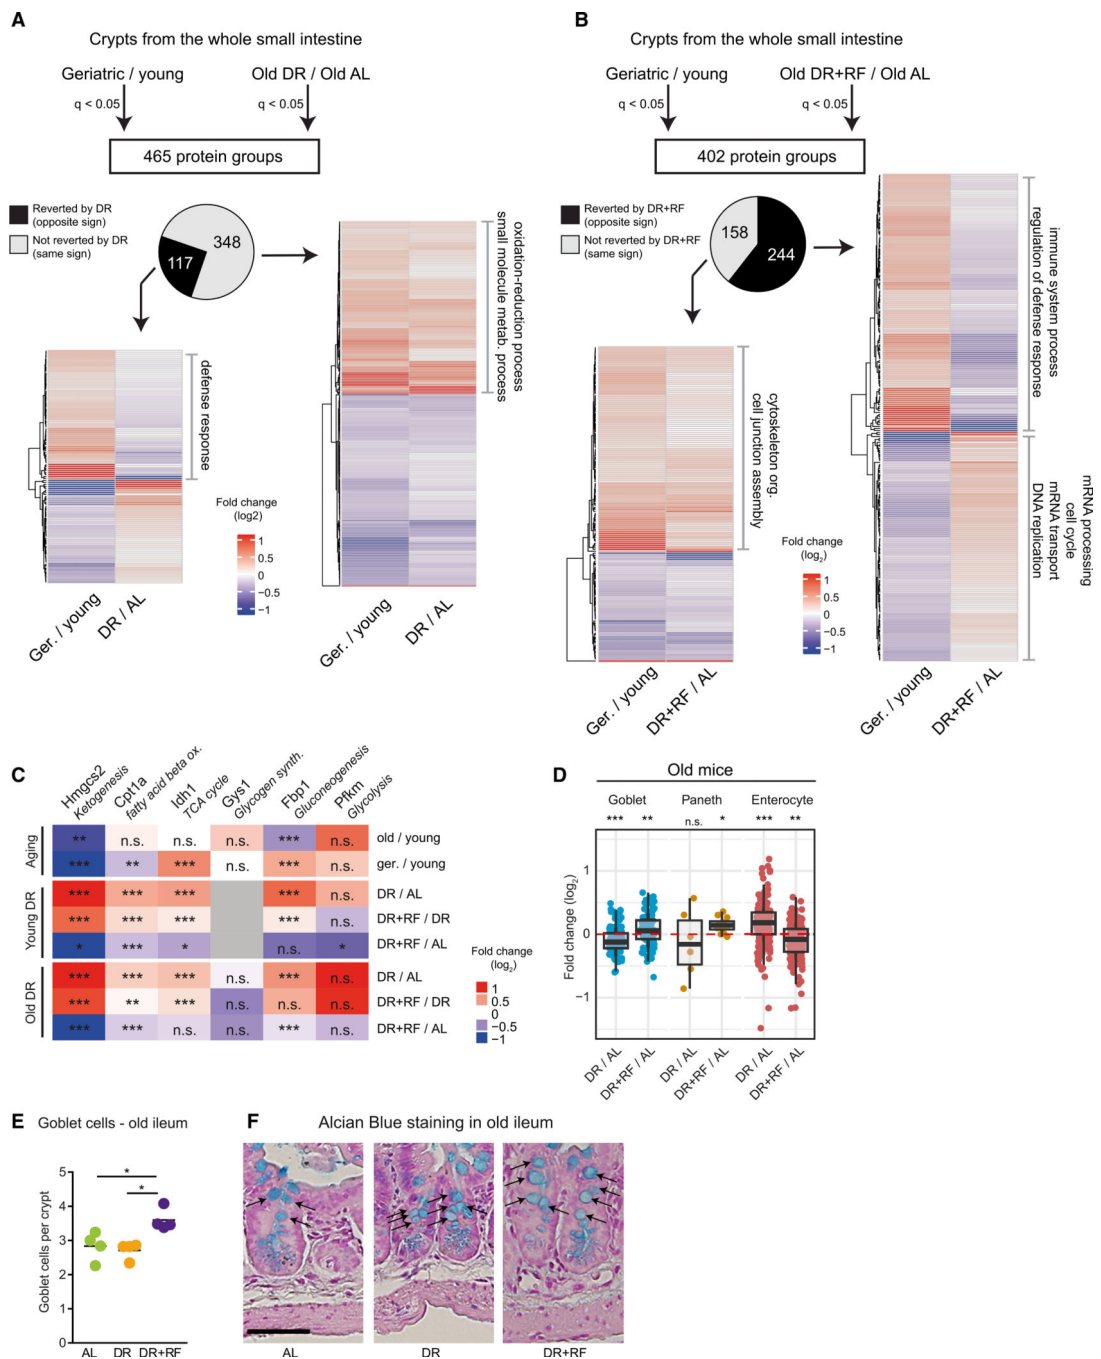 A
Crypts from the whole small intestine
Geriatric / young
Old DR / Old AL
q < 0.05
q < 0.05
465 protein groups
Reverted by DR
(opposite sign)
Not reverted by DR
(same sign)
348
117
defense response
oxidation-reduction process
small molecule metab. process
Fold change
(log2)
1
0.5
0
−0.5
−1
Ger. / young
DR / AL
Ger. / young
DR / AL
B
Crypts from the whole small intestine
Geriatric / young
Old DR+RF / Old AL
q < 0.05
q < 0.05
402 protein groups
Reverted by DR+RF
(opposite sign)
Not reverted by DR+RF
(same sign)
158
244
cytoskeleton org.
cell junction assembly
immune system process
regulation of defense response
mRNA processing
cell cycle
mRNA transport
DNA replication
Fold change
(log2)
1
0.5
0
−0.5
−1
Ger. / young
DR+RF / AL
Ger. / young
DR+RF / AL
C
Hmgcs2
Ketogenesis
Cpt1a
fatty acid beta ox.
Idh1
TCA cycle
Gys1
Glycogen synth.
Fbp1
Gluconeogenesis
Pfkm
Glycolysis
Aging
** n.s. n.s. n.s. *** n.s. old / young
*** ** *** n.s. *** n.s. ger. / young
Young DR
*** *** *** *** n.s. DR / AL
*** *** *** *** n.s. DR+RF / DR
* *** * n.s. * DR+RF / AL
Old DR
*** *** *** n.s. *** n.s. DR / AL
*** ** *** n.s. n.s. n.s. DR+RF / DR
*** *** n.s. n.s. *** n.s. DR+RF / AL
Fold change
(log2)
1
0.5
0
−0.5
−1
D
Old mice
Goblet Paneth Enterocyte
*** ** n.s. * *** **
Fold change (log2)
1
0
−1
DR / AL
DR+RF / AL
DR / AL
DR+RF / AL
DR / AL
DR+RF / AL
E Goblet cells - old ileum
Goblet cells per crypt
5
4
3
2
1
0
*
*
AL DR DR+RF
F Alcian Blue staining in old ileum
AL DR DR+RF